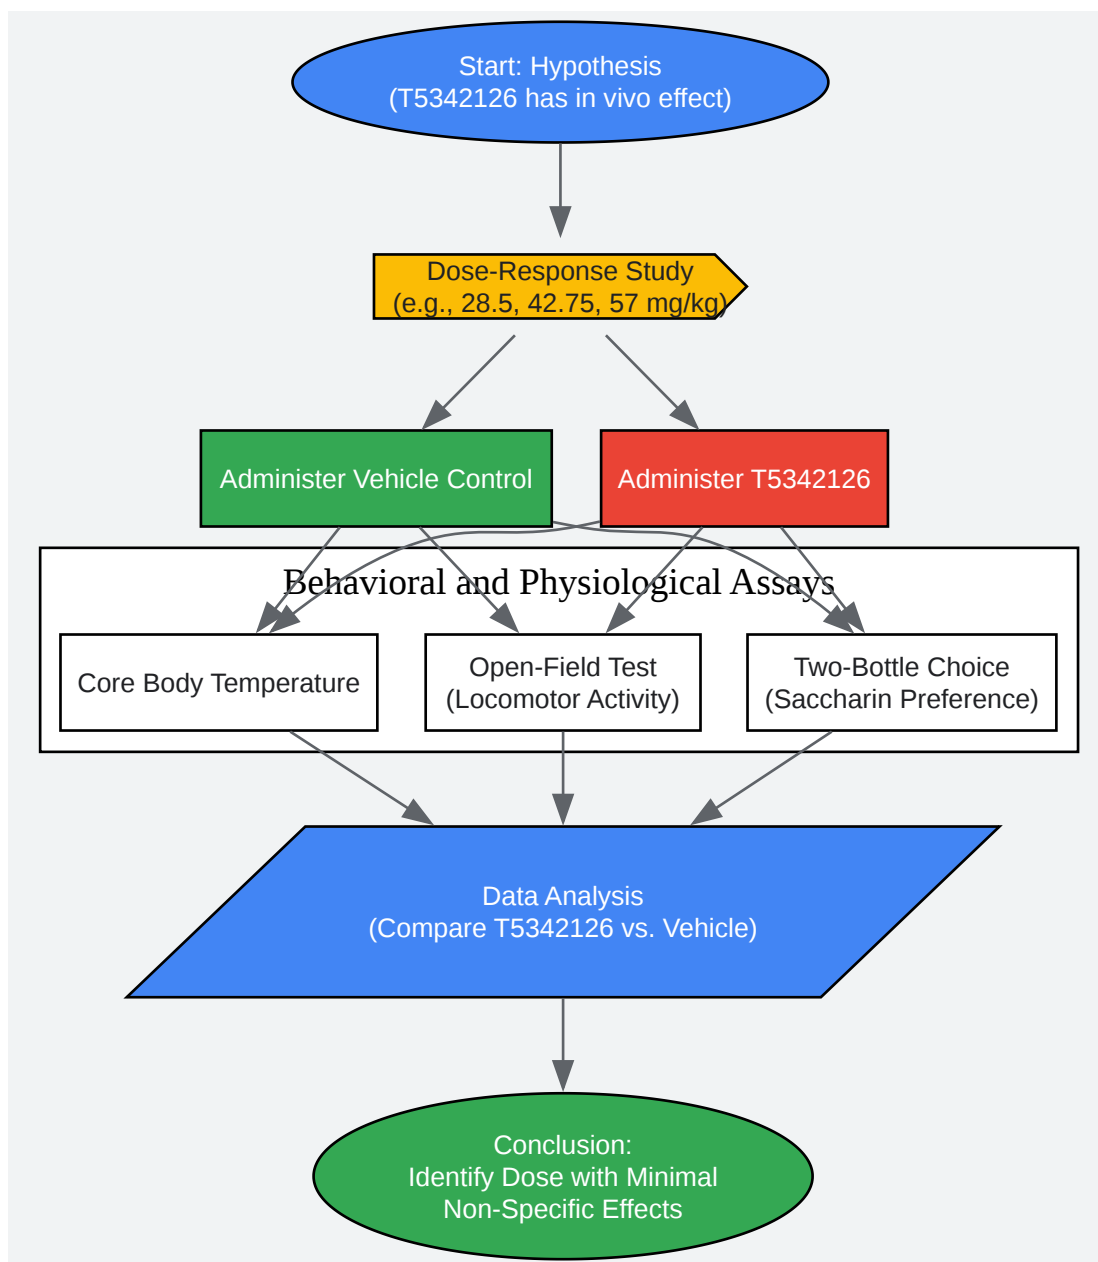 Start: Hypothesis
(T5342126 has in vivo effect)
Dose-Response Study
(e.g., 28.5, 42.75, 57 mg/kg)
Administer Vehicle Control
Administer T5342126
Behavioral and Physiological Assays
Core Body Temperature
Open-Field Test
(Locomotor Activity)
Two-Bottle Choice
(Saccharin Preference)
Data Analysis
(Compare T5342126 vs. Vehicle)
Conclusion:
Identify Dose with Minimal
Non-Specific Effects